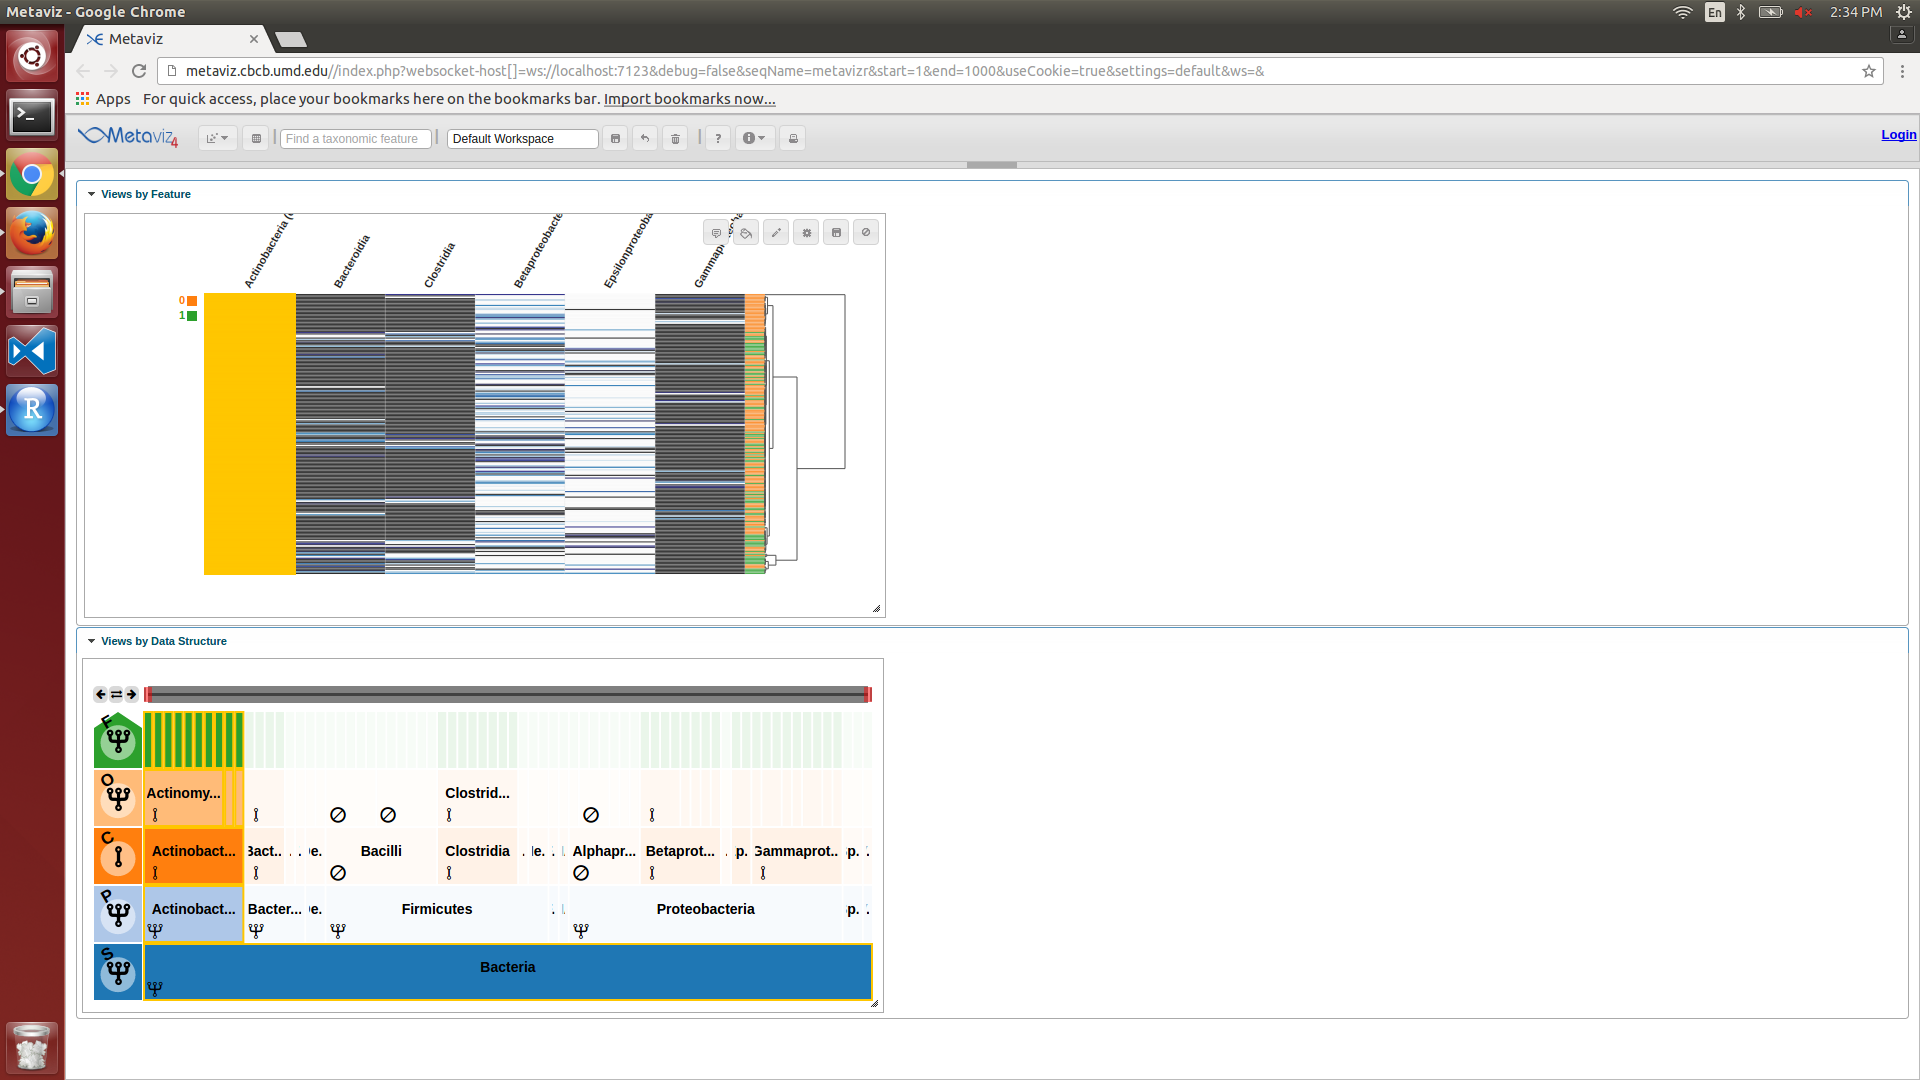 Metaviz - Google Chrome
En
2:34 PM
Metaviz
metaviz.cbcb.umd.edu//index.php?websocket-host[]=ws://localhost:7123&debug=false&seqName=metavizr&start=1&end=1000&useCookie=true&settings=default&ws=&
Apps For quick access, place your bookmarks here on the bookmarks bar. Import bookmarks now...
Metaviz4
Find a taxonomic feature
Default Workspace
?
Login
Views by Feature
Actinobacteria (
Bacteroidia
Clostridia
Betaproteobacte
Epsilonproteoba
0
1
Views by Data Structure
F
O
Actinomy...
Clostrid...
C
Actinobact...
Bact..
Bacilli
Clostridia
Alphapr...
Betaprot...
Gammaprot..
P
Actinobact...
Bacter...
Firmicutes
Proteobacteria
S
Bacteria
R